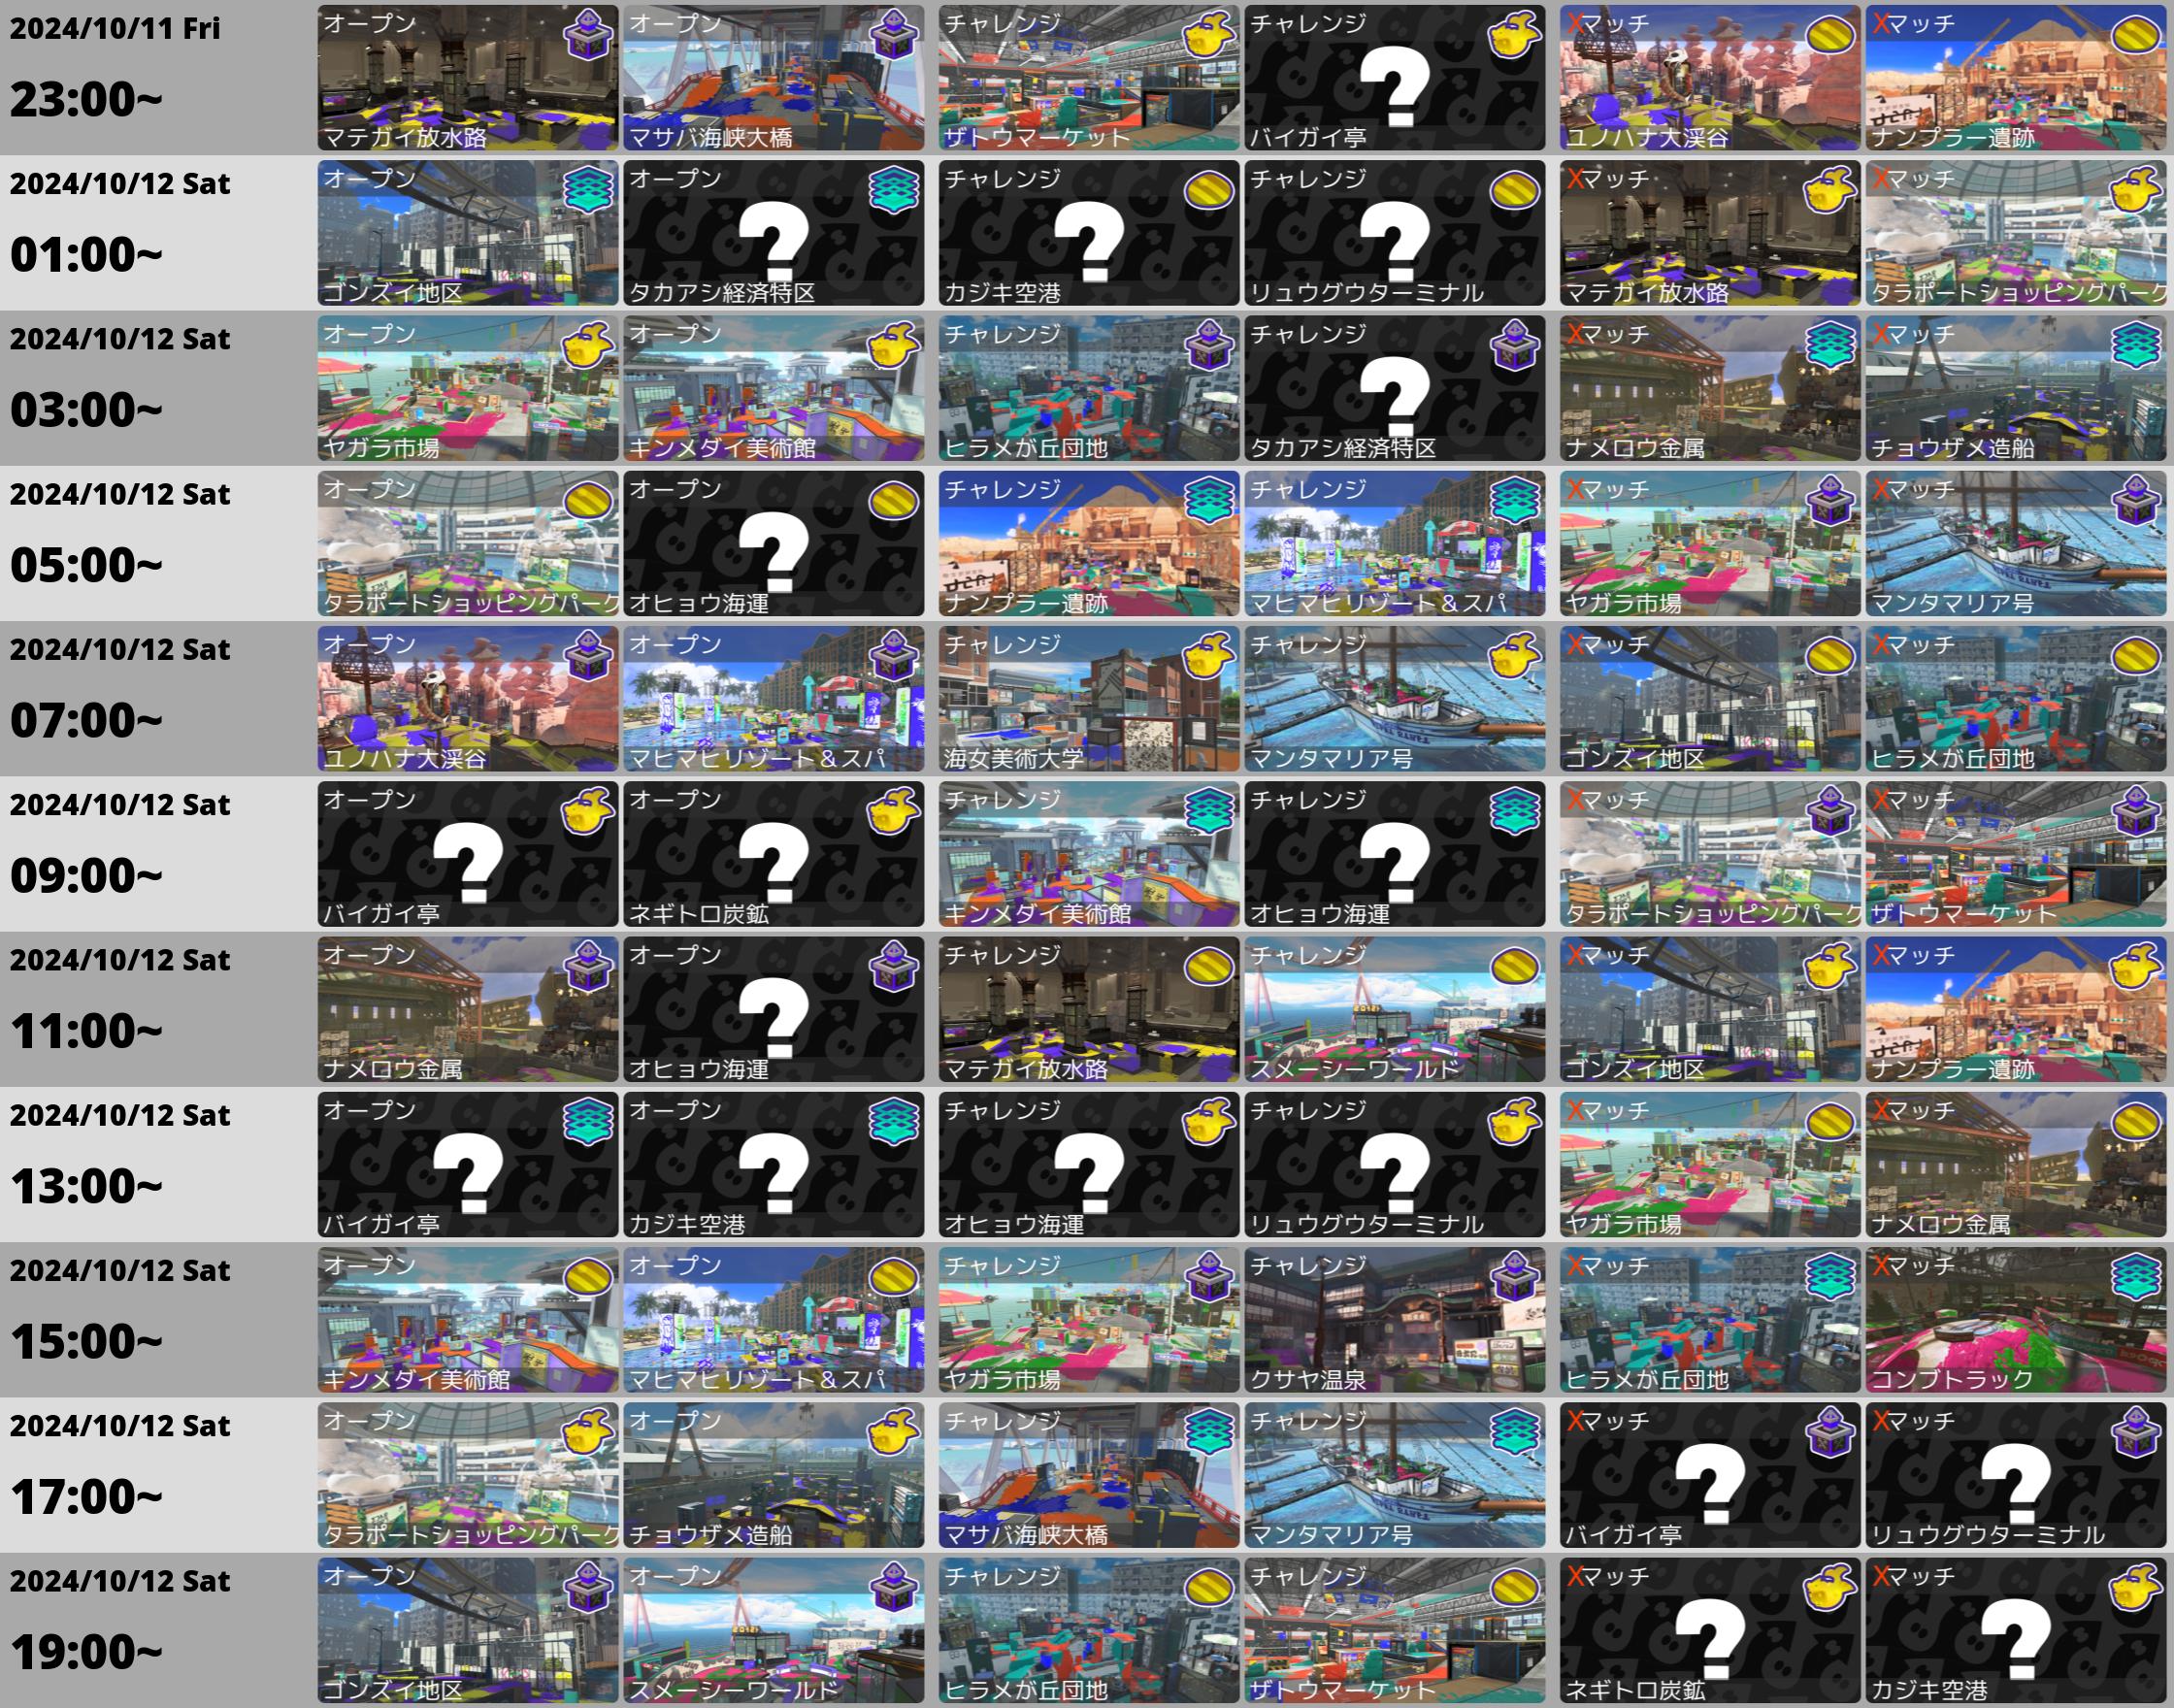 2024/10/11 Fri
23:00~
オープン
マテガイ放水路
オープン
マサバ海峡大橋
チャレンジ
ザトウマーケット
チャレンジ
?
バイガイ亭
Xマッチ
ユノハナ大渓谷
Xマッチ
ナンプラー遺跡
2024/10/12 Sat
01:00~
オープン
ゴンズイ地区
オープン
?
タカアシ経済特区
チャレンジ
?
カジキ空港
チャレンジ
?
リュウグウターミナル
Xマッチ
マテガイ放水路
Xマッチ
タラポートショッピングパーク
2024/10/12 Sat
03:00~
オープン
ヤガラ市場
オープン
キンメダイ美術館
チャレンジ
ヒラメが丘団地
チャレンジ
?
タカアシ経済特区
Xマッチ
ナメロウ金属
Xマッチ
チョウザメ造船
2024/10/12 Sat
05:00~
オープン
タラポートショッピングパーク
オープン
?
オヒョウ海運
チャレンジ
ナンプラー遺跡
チャレンジ
マヒマヒリゾート&スパ
Xマッチ
ヤガラ市場
Xマッチ
マンタマリア号
2024/10/12 Sat
07:00~
オープン
ユノハナ大渓谷
オープン
マヒマヒリゾート&スパ
チャレンジ
海女美術大学
チャレンジ
マンタマリア号
Xマッチ
ゴンズイ地区
Xマッチ
ヒラメが丘団地
2024/10/12 Sat
09:00~
オープン
?
バイガイ亭
オープン
?
ネギトロ炭鉱
チャレンジ
キンメダイ美術館
チャレンジ
?
オヒョウ海運
Xマッチ
タラポートショッピングパーク
Xマッチ
ザトウマーケット
2024/10/12 Sat
11:00~
オープン
ナメロウ金属
オープン
?
オヒョウ海運
チャレンジ
マテガイ放水路
チャレンジ
スメーシーワールド
Xマッチ
ゴンズイ地区
Xマッチ
ナンプラー遺跡
2024/10/12 Sat
13:00~
オープン
?
バイガイ亭
オープン
?
カジキ空港
チャレンジ
?
オヒョウ海運
チャレンジ
?
リュウグウターミナル
Xマッチ
ヤガラ市場
Xマッチ
ナメロウ金属
2024/10/12 Sat
15:00~
オープン
キンメダイ美術館
オープン
マヒマヒリゾート&スパ
チャレンジ
ヤガラ市場
チャレンジ
クサヤ温泉
Xマッチ
ヒラメが丘団地
Xマッチ
コンブトラック
2024/10/12 Sat
17:00~
オープン
タラポートショッピングパーク
オープン
チョウザメ造船
チャレンジ
マサバ海峡大橋
チャレンジ
マンタマリア号
Xマッチ
?
バイガイ亭
Xマッチ
?
リュウグウターミナル
2024/10/12 Sat
19:00~
オープン
ゴンズイ地区
オープン
スメーシーワールド
チャレンジ
ヒラメが丘団地
チャレンジ
ザトウマーケット
Xマッチ
?
ネギトロ炭鉱
Xマッチ
?
カジキ空港